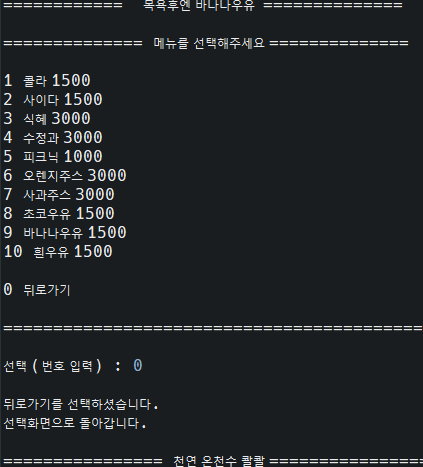 ============ 목욕후엔 바나나우유 ==============
============== 메뉴를 선택해주세요 ==============
1 콜라 1500
2 사이다 1500
3 식혜 3000
4 수정과 3000
5 피크닉 1000
6 오렌지주스 3000
7 사과주스 3000
8 초코우유 1500
9 바나나우유 1500
10 흰우유 1500
0 뒤로가기
==========================================
선택 (번호 입력) : 0
뒤로가기를 선택하셨습니다.
선택화면으로 돌아갑니다.
================ 천연 온천수 콸콸 ================